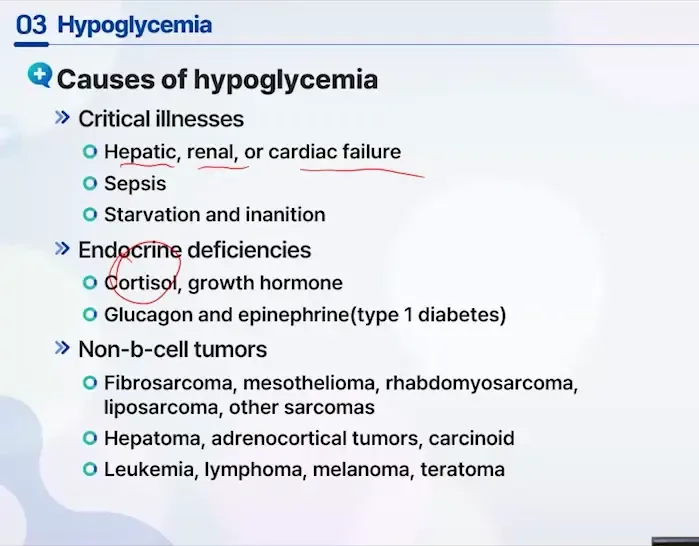 03 Hypoglycemia
Causes of hypoglycemia
Critical illnesses
Hepatic, renal, or cardiac failure
Sepsis
Starvation and inanition
Endocrine deficiencies
Cortisol, growth hormone
Glucagon and epinephrine(type 1 diabetes)
Non-b-cell tumors
Fibrosarcoma, mesothelioma, rhabdomyosarcoma,
liposarcoma, other sarcomas
Hepatoma, adrenocortical tumors, carcinoid
Leukemia, lymphoma, melanoma, teratoma